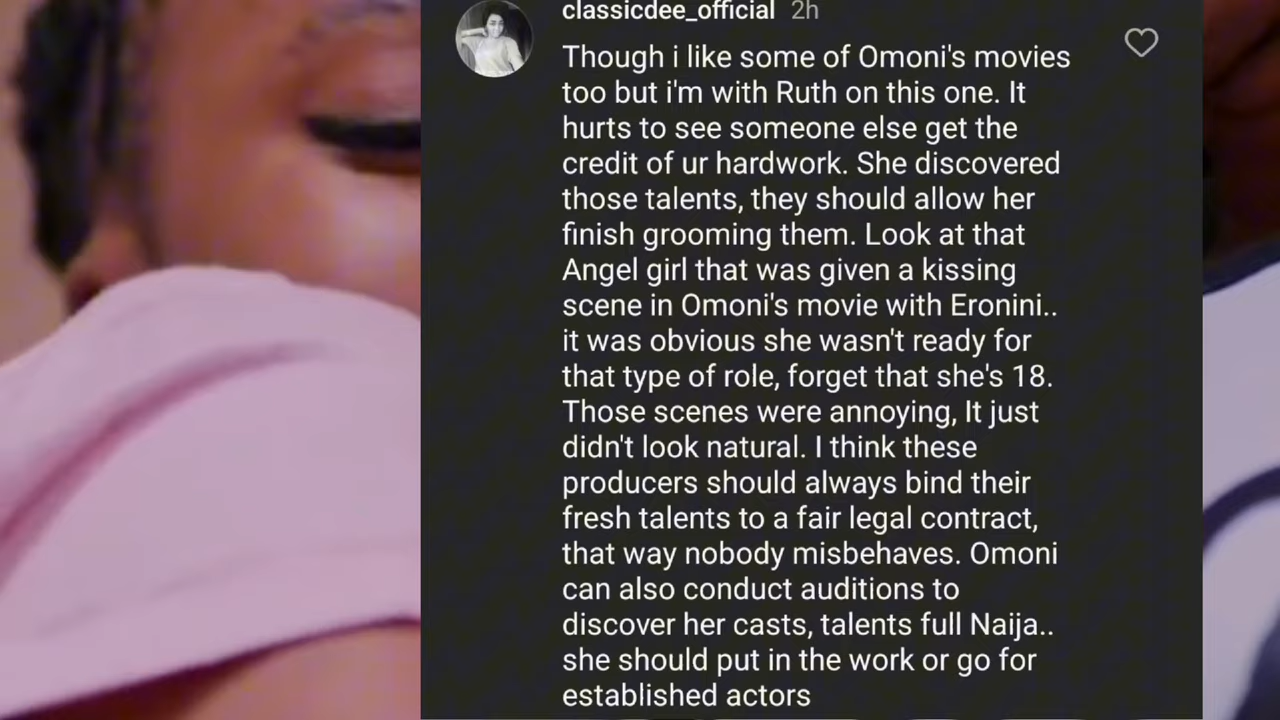 classicdee_official 2h
Though i like some of Omoni's movies
too but i'm with Ruth on this one. It
hurts to see someone else get the
credit of ur hardwork. She discovered
those talents, they should allow her
finish grooming them. Look at that
Angel girl that was given a kissing
scene in Omoni's movie with Eronini..
it was obvious she wasn't ready for
that type of role, forget that she's 18.
Those scenes were annoying, It just
didn't look natural. I think these
producers should always bind their
fresh talents to a fair legal contract,
that way nobody misbehaves. Omoni
can also conduct auditions to
discover her casts, talents full Naija..
she should put in the work or go for
established actors